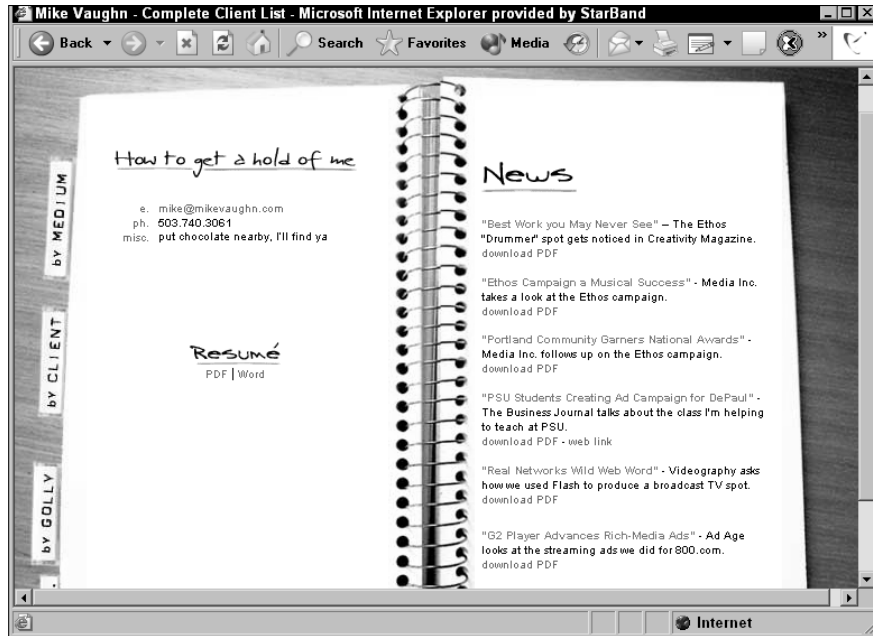 Mike Vaughn - Complete Client List - Microsoft Internet Explorer provided by StarBand
Back Search Favorites Media »
by MEDIUM
by CLIENT
by GOLLY
How to get a hold of me
e. mike@mikevaughn.com
ph. 503.740.3061
misc. put chocolate nearby, I'll find ya
Resumé
PDF | Word
News
"Best Work you May Never See" – The Ethos
"Drummer" spot gets noticed in Creativity Magazine.
download PDF
"Ethos Campaign a Musical Success" - Media Inc.
takes a look at the Ethos campaign.
download PDF
"Portland Community Garners National Awards" -
Media Inc. follows up on the Ethos campaign.
download PDF
"PSU Students Creating Ad Campaign for DePaul" -
The Business Journal talks about the class I'm helping
to teach at PSU.
download PDF - web link
"Real Networks Wild Web Word" - Videography asks
how we used Flash to produce a broadcast TV spot.
download PDF
"G2 Player Advances Rich-Media Ads" - Ad Age
looks at the streaming ads we did for 800.com.
download PDF
Internet